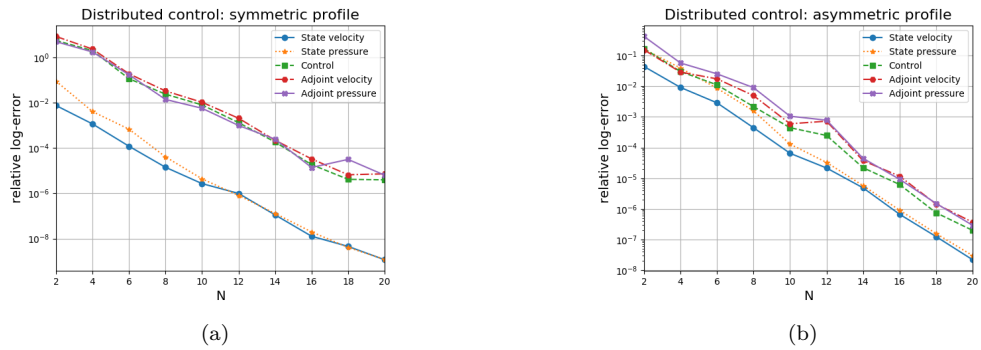 Distributed control: symmetric profile
State velocity
State pressure
Control
Adjoint velocity
Adjoint pressure
relative log-error
10^0
10^-2
10^-4
10^-6
10^-8
2 4 6 8 10 12 14 16 18 20
N
(a)
Distributed control: asymmetric profile
State velocity
State pressure
Control
Adjoint velocity
Adjoint pressure
relative log-error
10^-1
10^-2
10^-3
10^-4
10^-5
10^-6
10^-7
10^-8
2 4 6 8 10 12 14 16 18 20
N
(b)